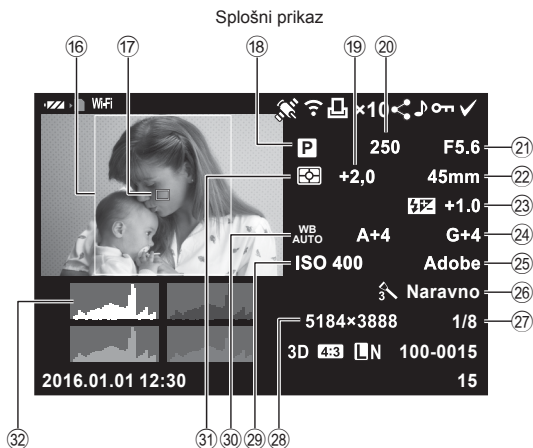 Splošni prikaz
16 17 18 19 20
Wi-Fi ×10
P 250 F5.6 21
+2,0 45mm 22
+1.0 23
WB AUTO A+4 G+4 24
ISO 400 Adobe 25
3 Naravno 26
5184×3888 1/8 27
3D 4:3 LN 100-0015
2016.01.01 12:30 15
32 31 30 29 28